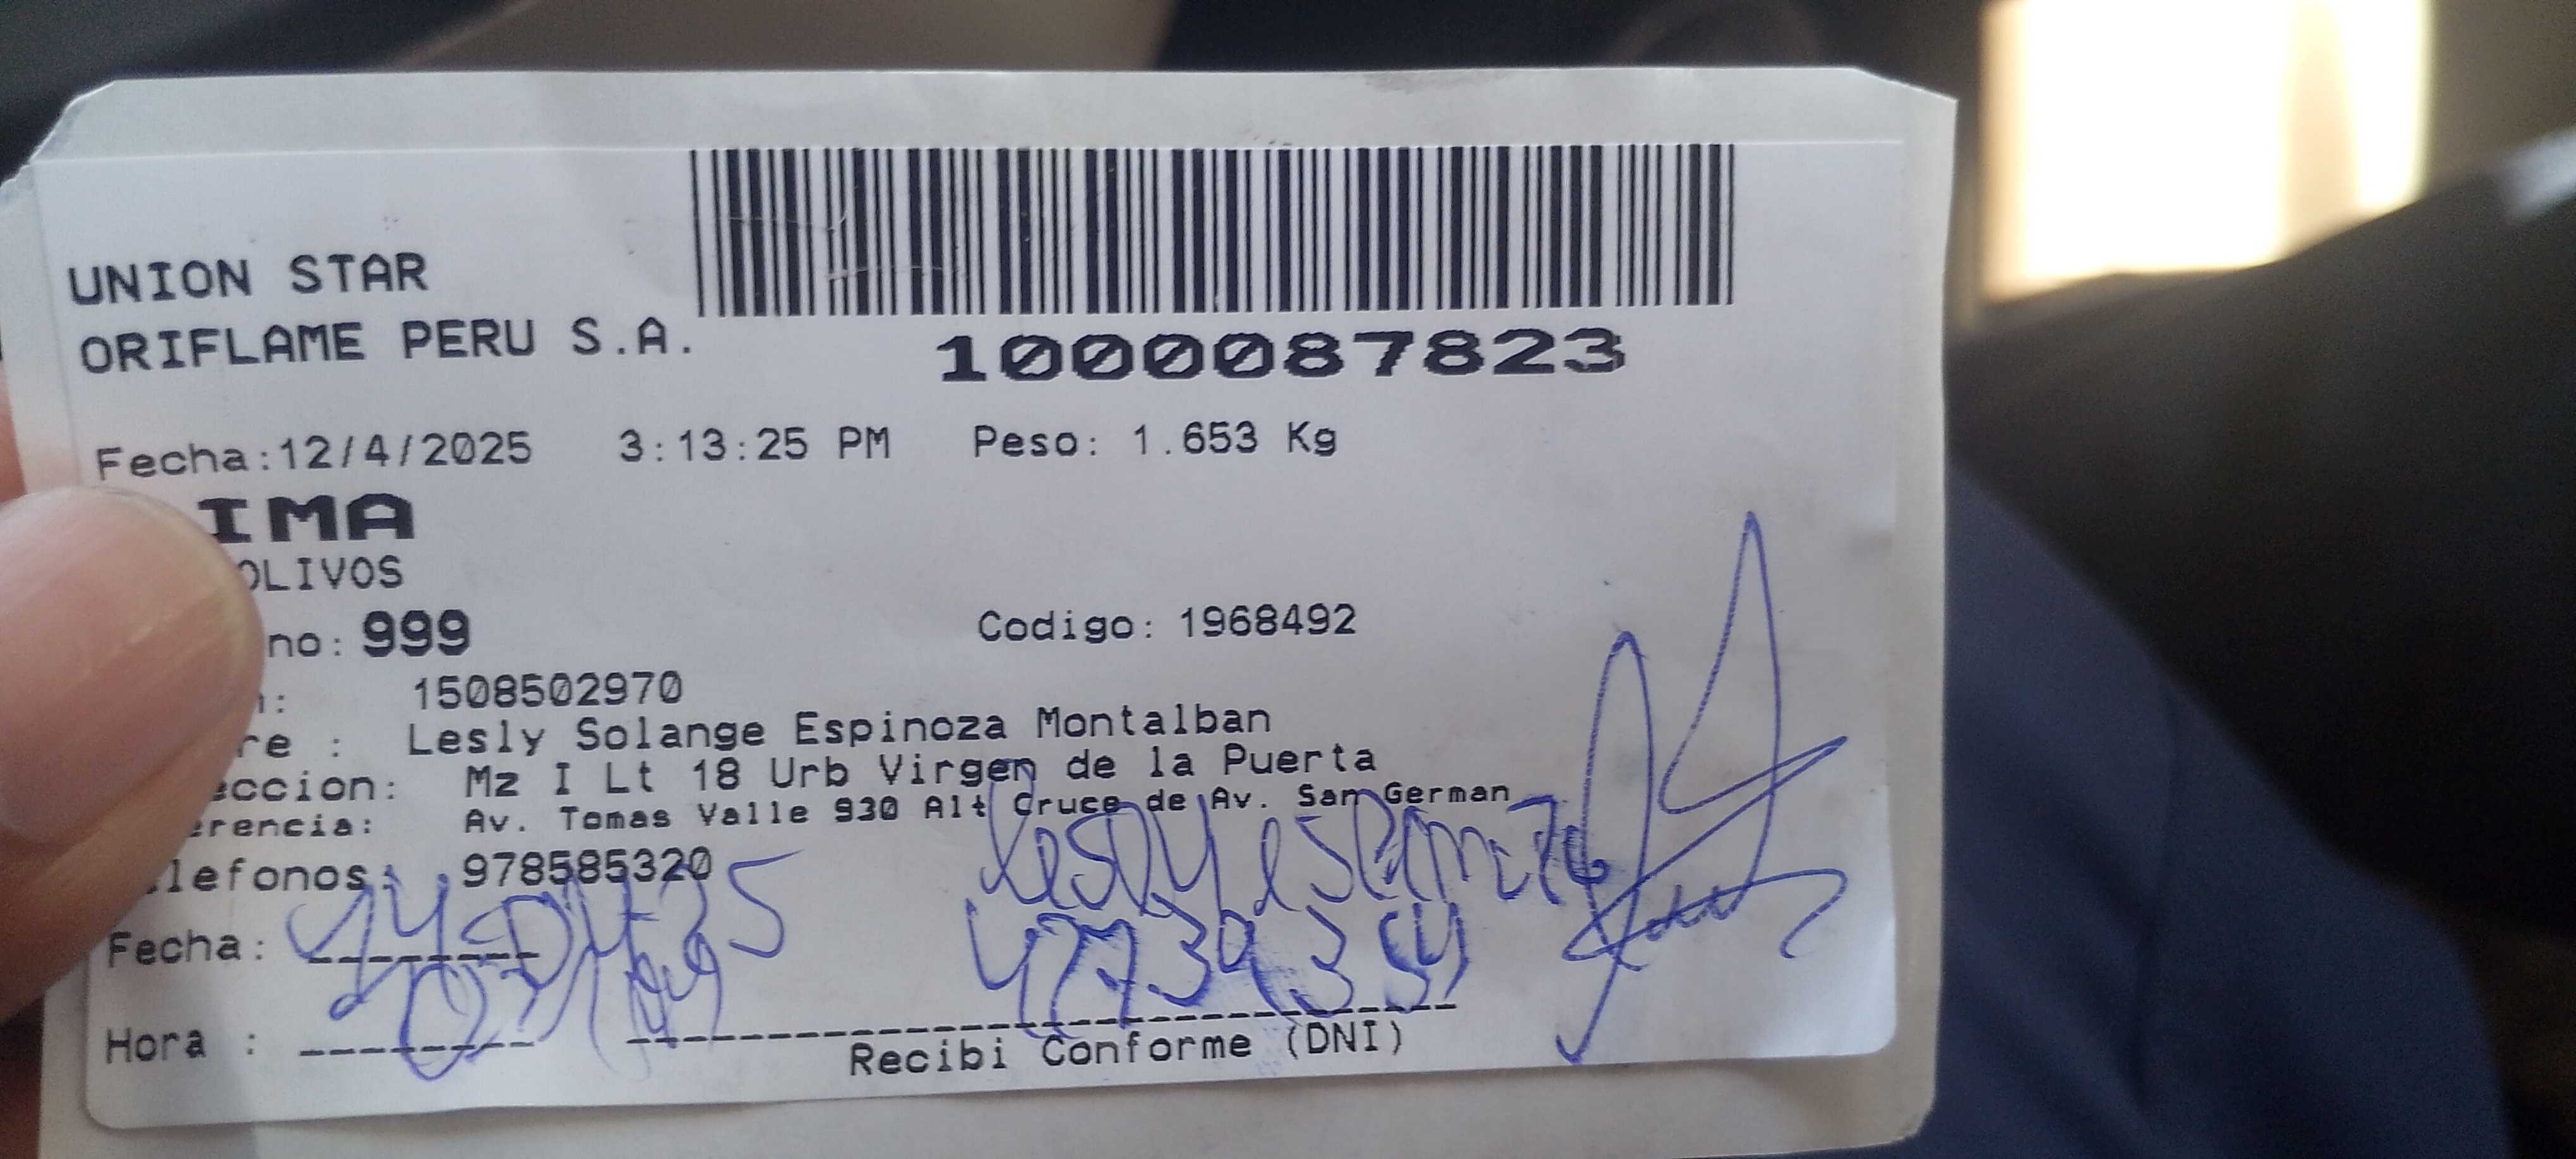 UNION STAR
ORIFLAME PERU S.A.
1000087823
Fecha:12/4/2025 3:13:25 PM Peso: 1.653 Kg
IMA
OLIVOS
no: 999 Codigo: 1968492
: 1508502970
re : Lesly Solange Espinoza Montalban
eccion: Mz I Lt 18 Urb Virgen de la Puerta
erencia: Av. Tomas Valle 930 Alt Cruce de Av. San German
lefonos: 978585320
Fecha:
Hora :
Recibi Conforme (DNI)